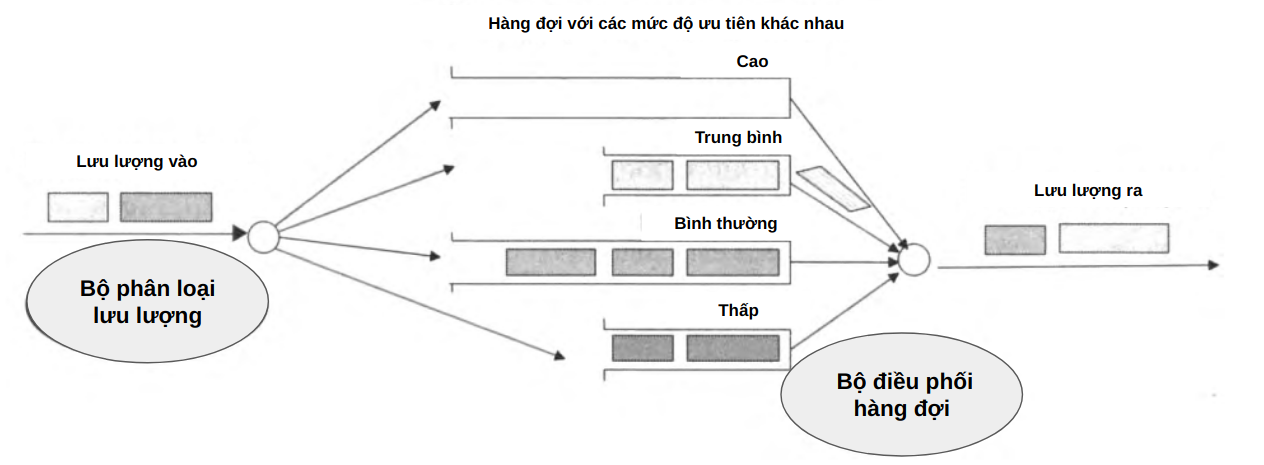 Hàng đợi với các mức độ ưu tiên khác nhau
Cao
Trung bình
Lưu lượng vào
Lưu lượng ra
Bình thường
Bộ phân loại
lưu lượng
Thấp
Bộ điều phối
hàng đợi